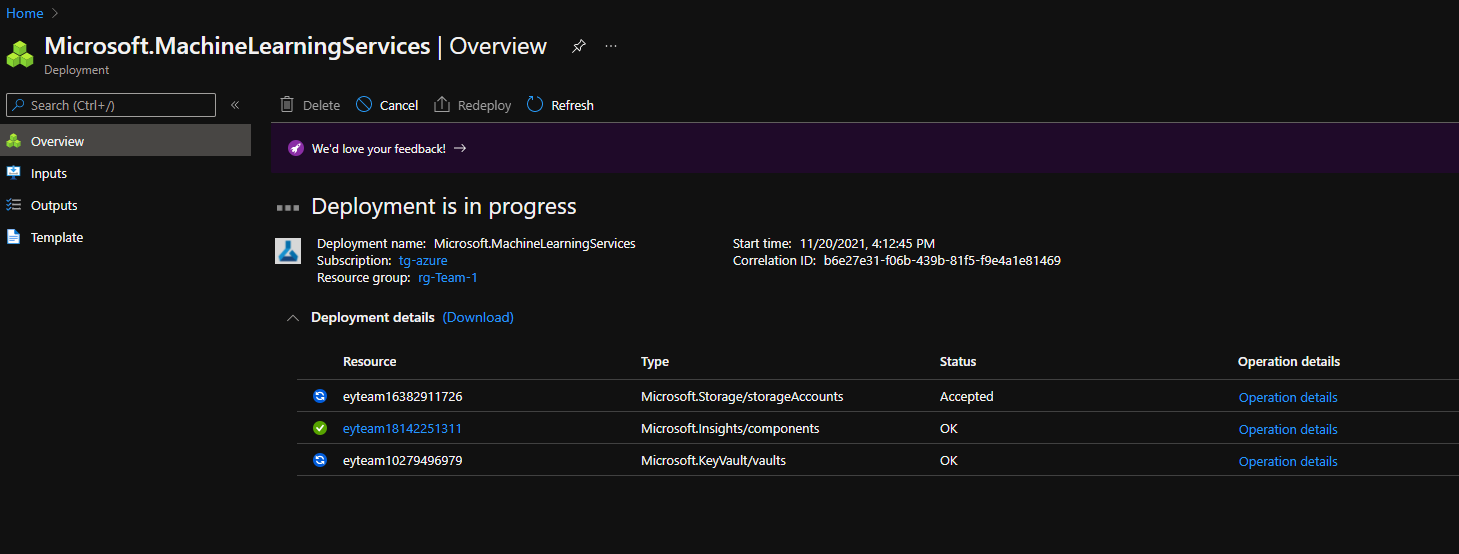 Home >
Microsoft.MachineLearningServices | Overview ...
Deployment
Search (Ctrl+/) «
Delete Cancel Redeploy Refresh
Overview
Inputs
Outputs
Template
We'd love your feedback! →
Deployment is in progress
Deployment name: Microsoft.MachineLearningServices
Subscription: tg-azure
Resource group: rg-Team-1
Start time: 11/20/2021, 4:12:45 PM
Correlation ID: b6e27e31-f06b-439b-81f5-f9e4a1e81469
Deployment details (Download)
Resource Type Status Operation details
eyteam16382911726 Microsoft.Storage/storageAccounts Accepted Operation details
eyteam18142251311 Microsoft.Insights/components OK Operation details
eyteam10279496979 Microsoft.KeyVault/vaults OK Operation details